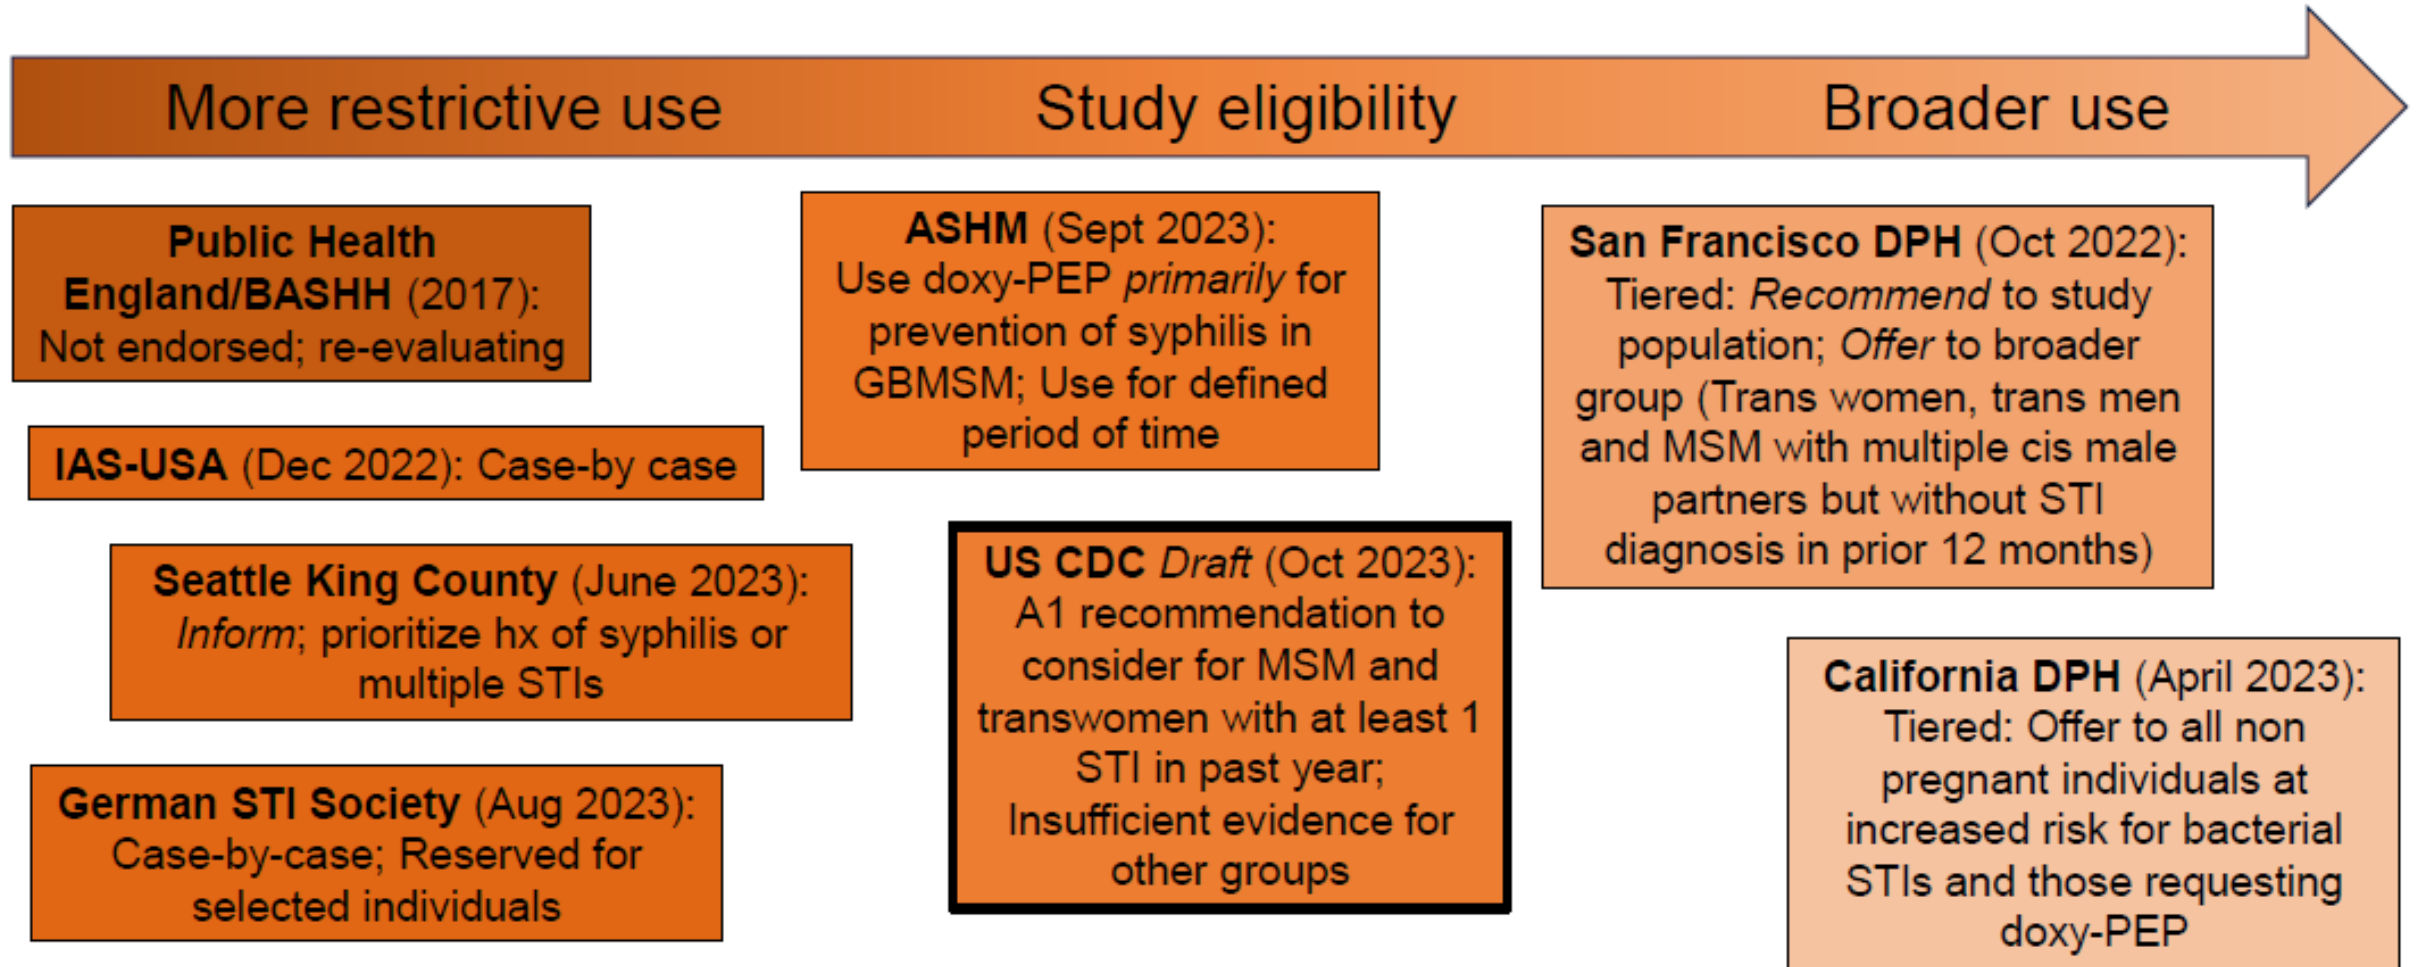 More restrictive use
Study eligibility
Broader use
Public Health
England/BASHH (2017):
Not endorsed; re-evaluating
IAS-USA (Dec 2022): Case-by case
Seattle King County (June 2023):
Inform; prioritize hx of syphilis or
multiple STIs
German STI Society (Aug 2023):
Case-by-case; Reserved for
selected individuals
ASHM (Sept 2023):
Use doxy-PEP primarily for
prevention of syphilis in
GBMSM; Use for defined
period of time
US CDC Draft (Oct 2023):
A1 recommendation to
consider for MSM and
transwomen with at least 1
STI in past year;
Insufficient evidence for
other groups
San Francisco DPH (Oct 2022):
Tiered: Recommend to study
population; Offer to broader
group (Trans women, trans men
and MSM with multiple cis male
partners but without STI
diagnosis in prior 12 months)
California DPH (April 2023):
Tiered: Offer to all non
pregnant individuals at
increased risk for bacterial
STIs and those requesting
doxy-PEP